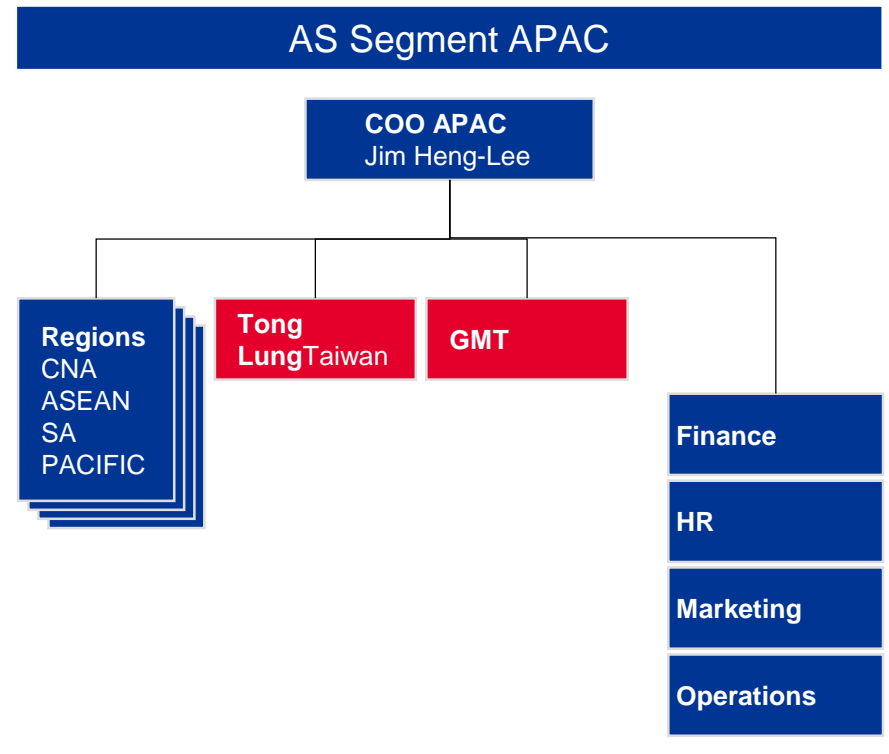 AS Segment APAC
COO APAC
Jim Heng-Lee
Regions
CNA
ASEAN
SA
PACIFIC
Tong
LungTaiwan
GMT
Finance
HR
Marketing
Operations